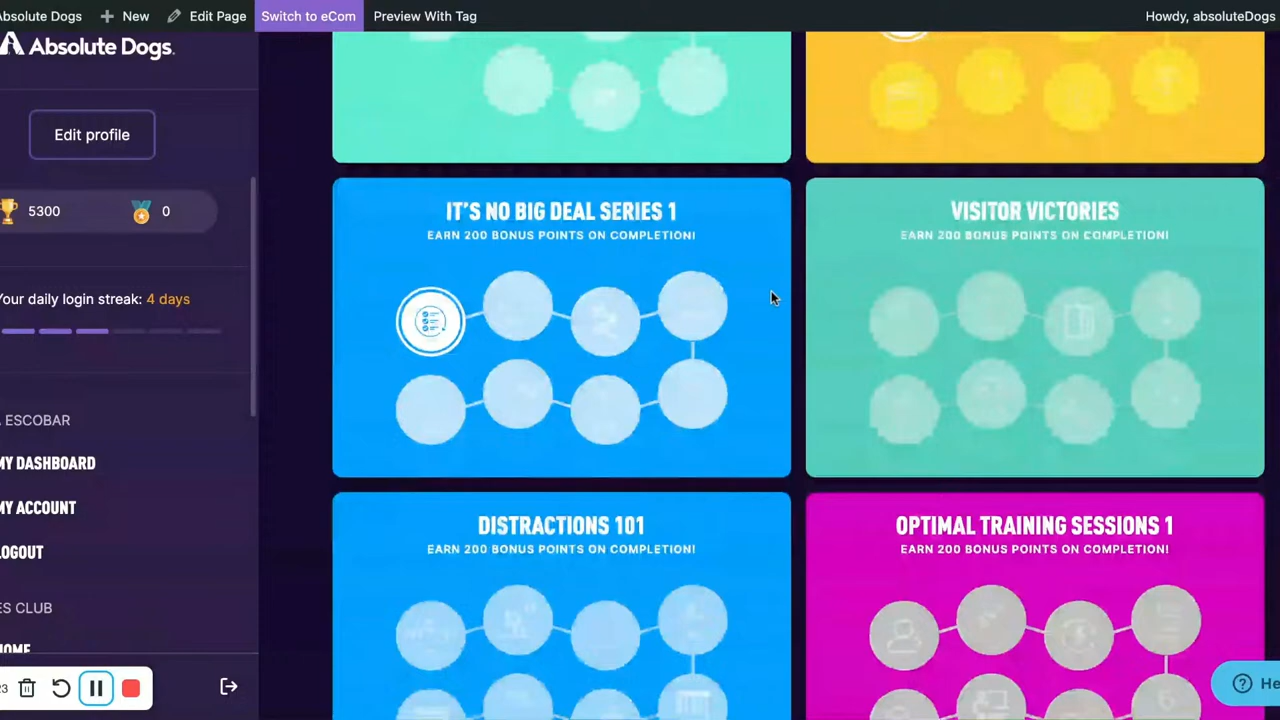 Absolute Dogs
New
Edit Page
Switch to eCom
Preview With Tag
Howdy, absoluteDogs
Absolute Dogs.
Edit profile
5300
0
Your daily login streak: 4 days
ESCOBAR
MY DASHBOARD
MY ACCOUNT
LOGOUT
ES CLUB
HOME
23
IT'S NO BIG DEAL SERIES 1
EARN 200 BONUS POINTS ON COMPLETION!
VISITOR VICTORIES
EARN 200 BONUS POINTS ON COMPLETION!
DISTRACTIONS 101
EARN 200 BONUS POINTS ON COMPLETION!
OPTIMAL TRAINING SESSIONS 1
EARN 200 BONUS POINTS ON COMPLETION!
6
He